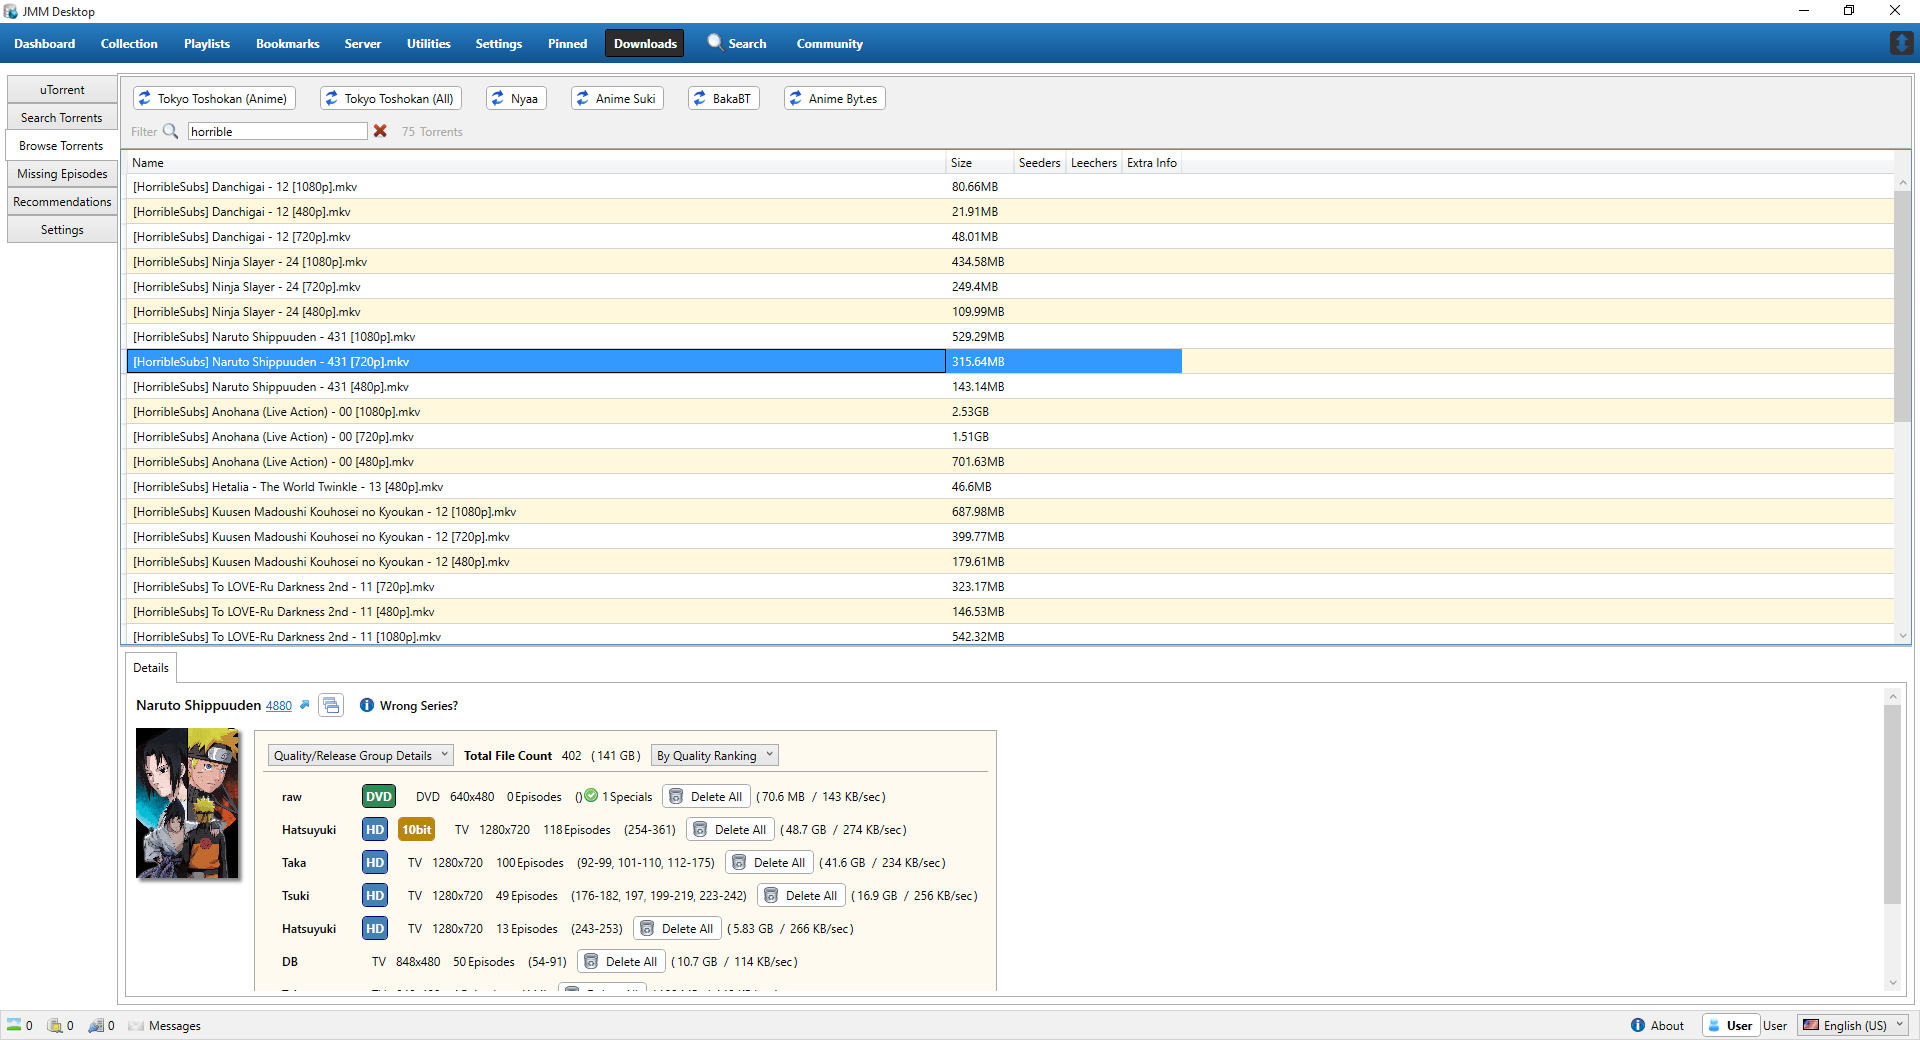 JMM Desktop
Dashboard Collection Playlists Bookmarks Server Utilities Settings Pinned Downloads Search Community
uTorrent
Search Torrents
Browse Torrents
Missing Episodes
Recommendations
Settings
Tokyo Toshokan (Anime) Tokyo Toshokan (All) Nyaa Anime Suki BakaBT Anime Byt.es
Filter horrible 75 Torrents
Name Size Seeders Leechers Extra Info
[HorribleSubs] Danchigai - 12 [1080p].mkv 80.66MB
[HorribleSubs] Danchigai - 12 [480p].mkv 21.91MB
[HorribleSubs] Danchigai - 12 [720p].mkv 48.01MB
[HorribleSubs] Ninja Slayer - 24 [1080p].mkv 434.58MB
[HorribleSubs] Ninja Slayer - 24 [720p].mkv 249.4MB
[HorribleSubs] Ninja Slayer - 24 [480p].mkv 109.99MB
[HorribleSubs] Naruto Shippuuden - 431 [1080p].mkv 529.29MB
[HorribleSubs] Naruto Shippuuden - 431 [720p].mkv 315.64MB
[HorribleSubs] Naruto Shippuuden - 431 [480p].mkv 143.14MB
[HorribleSubs] Anohana (Live Action) - 00 [1080p].mkv 2.53GB
[HorribleSubs] Anohana (Live Action) - 00 [720p].mkv 1.51GB
[HorribleSubs] Anohana (Live Action) - 00 [480p].mkv 701.63MB
[HorribleSubs] Hetalia - The World Twinkle - 13 [480p].mkv 46.6MB
[HorribleSubs] Kuusen Madoushi Kouhosei no Kyoukan - 12 [1080p].mkv 687.98MB
[HorribleSubs] Kuusen Madoushi Kouhosei no Kyoukan - 12 [720p].mkv 399.77MB
[HorribleSubs] Kuusen Madoushi Kouhosei no Kyoukan - 12 [480p].mkv 179.61MB
[HorribleSubs] To LOVE-Ru Darkness 2nd - 11 [720p].mkv 323.17MB
[HorribleSubs] To LOVE-Ru Darkness 2nd - 11 [480p].mkv 146.53MB
[HorribleSubs] To LOVE-Ru Darkness 2nd - 11 [1080p].mkv 542.32MB
Details
Naruto Shippuuden 4880 Wrong Series?
Quality/Release Group Details Total File Count 402 (141 GB) By Quality Ranking
raw DVD DVD 640x480 0 Episodes () 1 Specials Delete All (70.6 MB / 143 KB/sec)
Hatsuyuki HD 10bit TV 1280x720 118 Episodes (254-361) Delete All (48.7 GB / 274 KB/sec)
Taka HD TV 1280x720 100 Episodes (92-99, 101-110, 112-175) Delete All (41.6 GB / 234 KB/sec)
Tsuki HD TV 1280x720 49 Episodes (176-182, 197, 199-219, 223-242) Delete All (16.9 GB / 256 KB/sec)
Hatsuyuki HD TV 1280x720 13 Episodes (243-253) Delete All (5.83 GB / 266 KB/sec)
DB TV 848x480 50 Episodes (54-91) Delete All (10.7 GB / 114 KB/sec)
0 0 0 Messages About User User English (US)